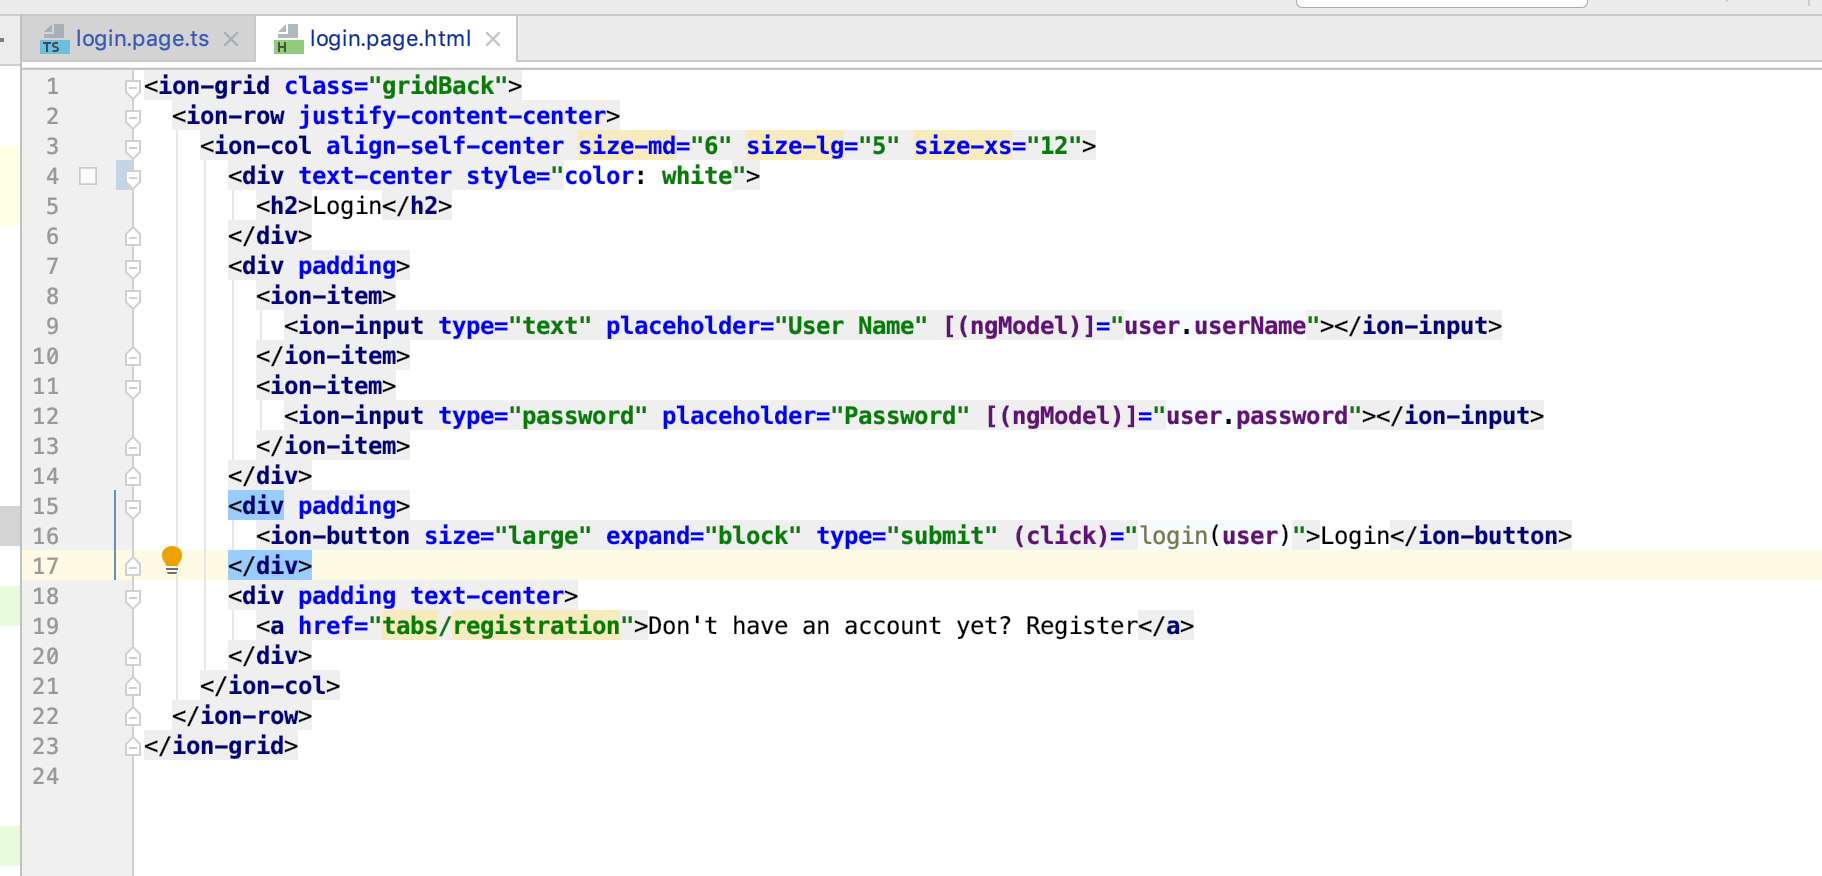 TS login.page.ts H login.page.html
1 <ion-grid class="gridBack">
2   <ion-row justify-content-center>
3     <ion-col align-self-center size-md="6" size-lg="5" size-xs="12">
4       <div text-center style="color: white">
5         <h2>Login</h2>
6       </div>
7       <div padding>
8         <ion-item>
9           <ion-input type="text" placeholder="User Name" [(ngModel)]="user.userName"></ion-input>
10         </ion-item>
11         <ion-item>
12           <ion-input type="password" placeholder="Password" [(ngModel)]="user.password"></ion-input>
13         </ion-item>
14       </div>
15       <div padding>
16         <ion-button size="large" expand="block" type="submit" (click)="login(user)">Login</ion-button>
17       </div>
18       <div padding text-center>
19         <a href="tabs/registration">Don't have an account yet? Register</a>
20       </div>
21     </ion-col>
22   </ion-row>
23 </ion-grid>
24